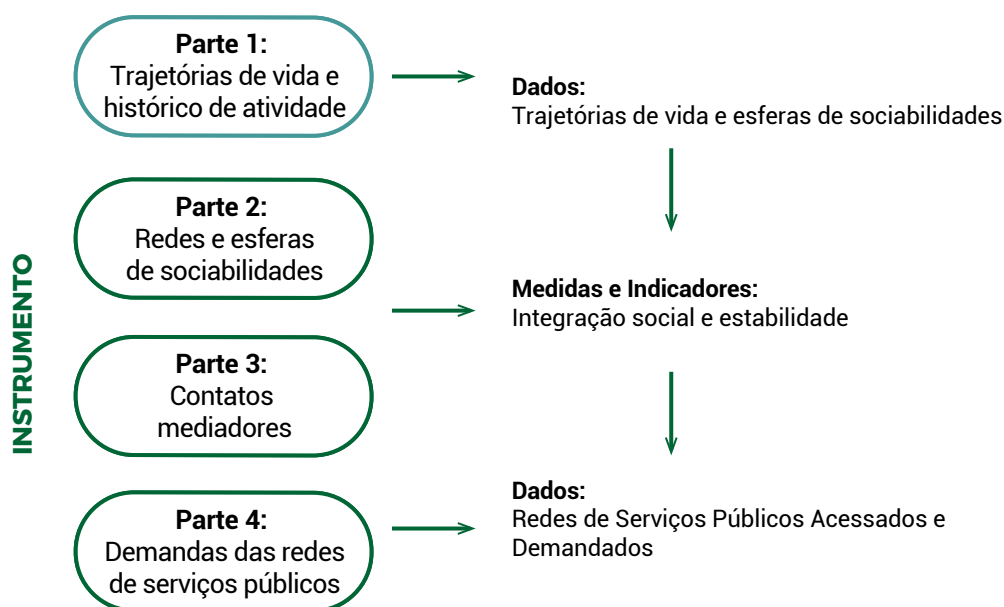 INSTRUMENTO
Parte 1:
Trajetórias de vida e
histórico de atividade
Dados:
Trajetórias de vida e esferas de sociabilidades
Parte 2:
Redes e esferas
de sociabilidades
Medidas e Indicadores:
Integração social e estabilidade
Parte 3:
Contatos
mediadores
Parte 4:
Demandas das redes
de serviços públicos
Dados:
Redes de Serviços Públicos Acessados e
Demandados